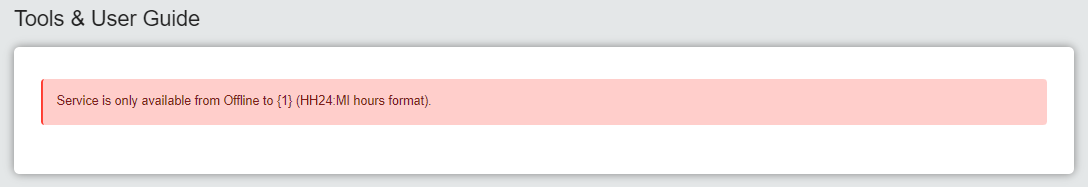 Tools & User Guide
Service is only available from Offline to {1} (HH24:MI hours format).